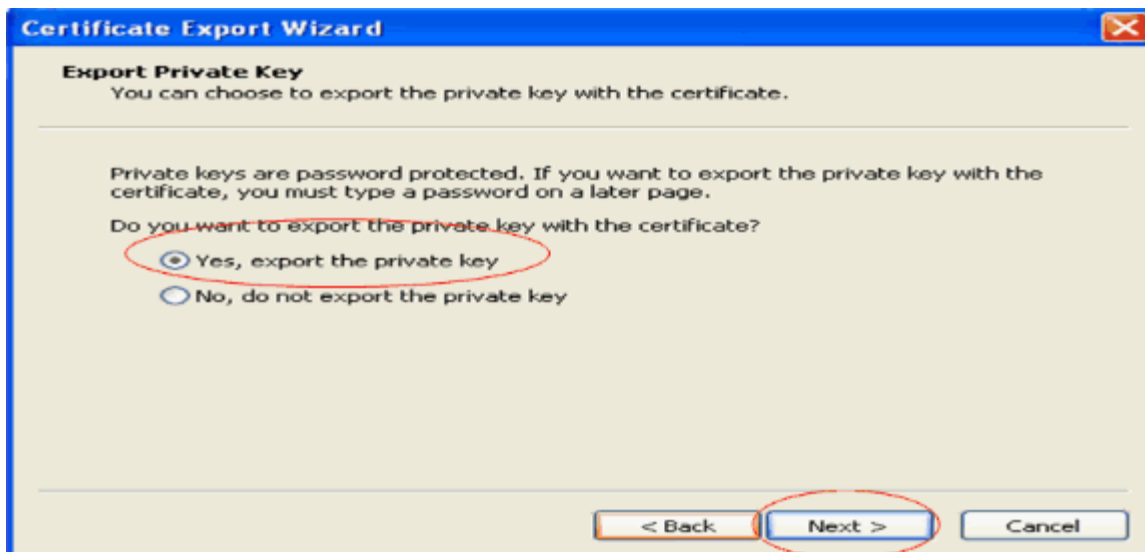 Certificate Export Wizard
Export Private Key
You can choose to export the private key with the certificate.
Private keys are password protected. If you want to export the private key with the
certificate, you must type a password on a later page.
Do you want to export the private key with the certificate?
Yes, export the private key
No, do not export the private key
< Back
Next >
Cancel